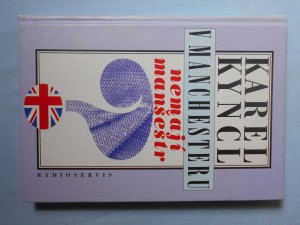 KAREL
KYNCL
V MANCHESTERU
nemají
manšestr
RADIOSERVIS